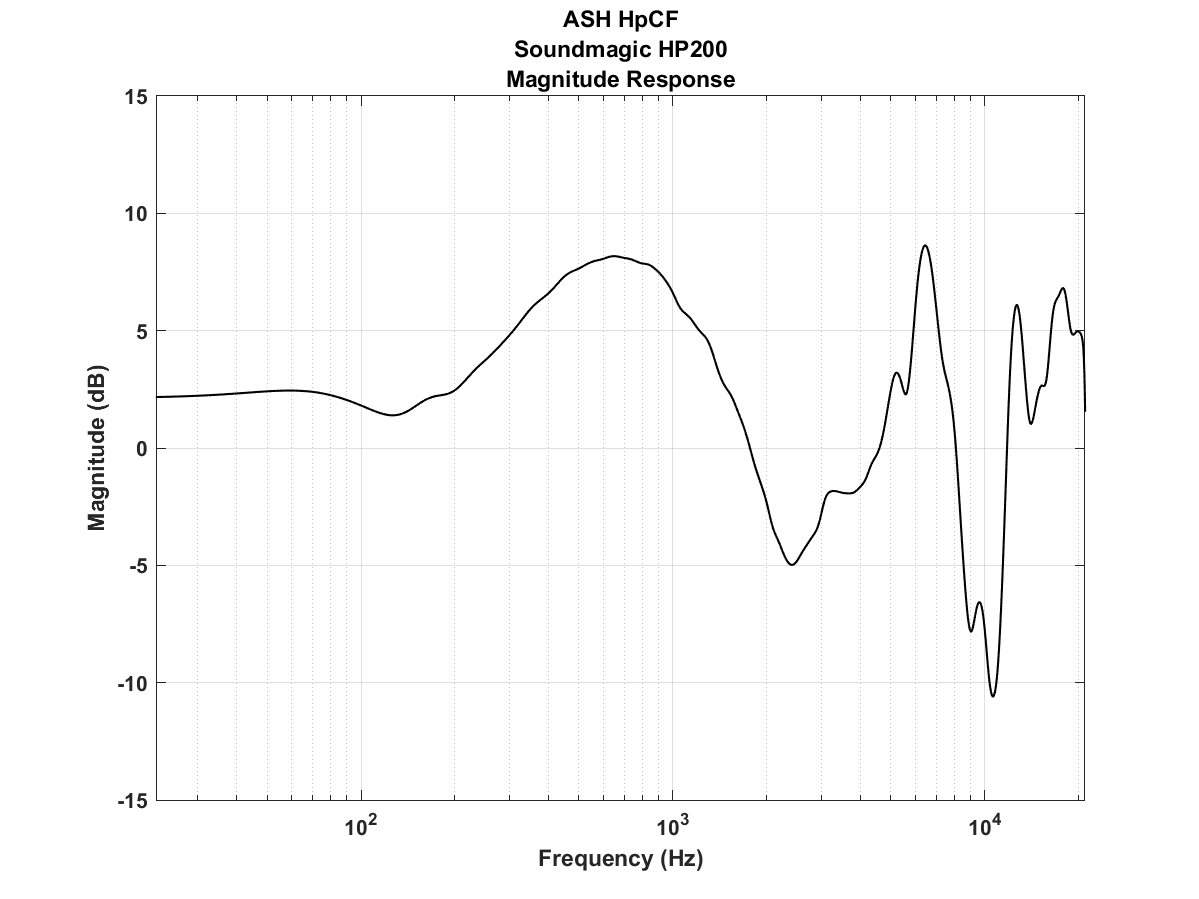 ASH HpCF
Soundmagic HP200
Magnitude Response
15
10
5
0
-5
-10
-15
Magnitude (dB)
10² 10³ 10⁴
Frequency (Hz)